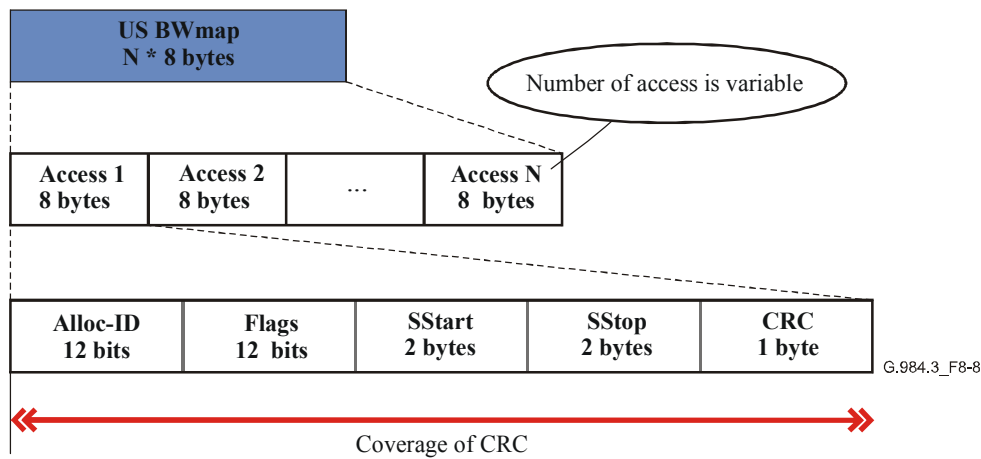 US BWmap
N * 8 bytes
Number of access is variable
Access 1
8 bytes
Access 2
8 bytes
...
Access N
8 bytes
Alloc-ID
12 bits
Flags
12 bits
SStart
2 bytes
SStop
2 bytes
CRC
1 byte
G.984.3_F8-8
Coverage of CRC